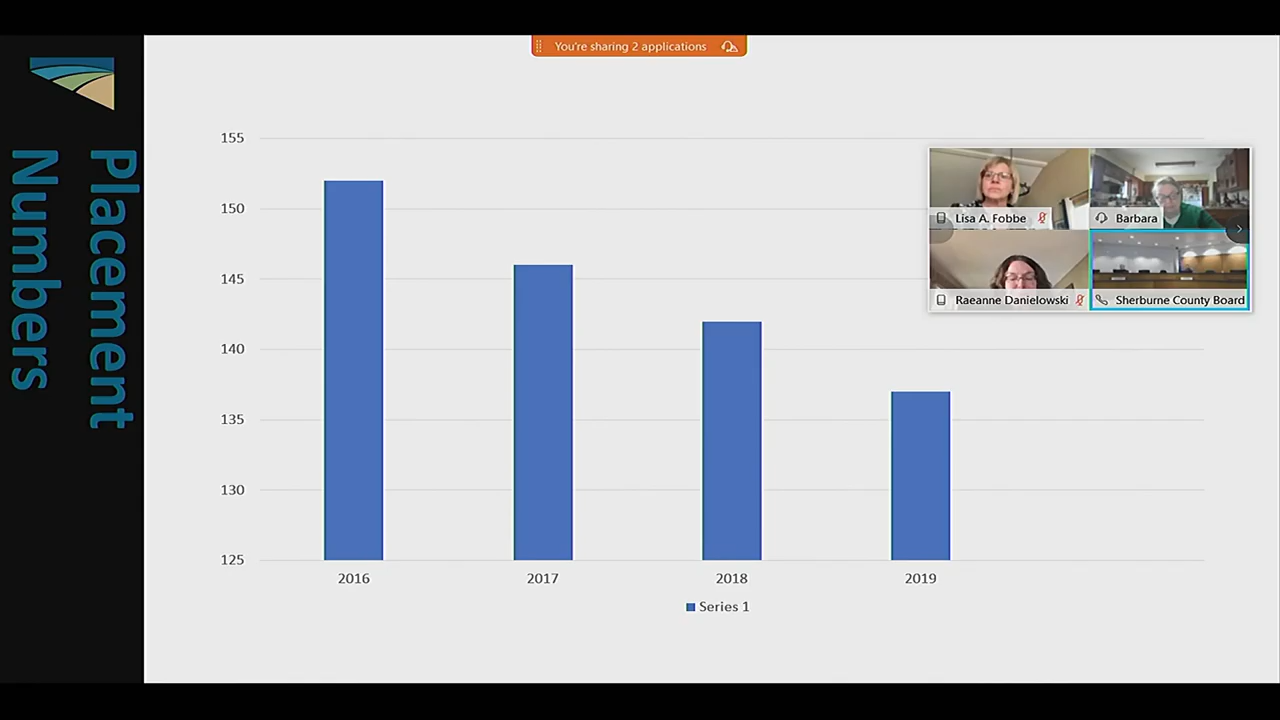 You're sharing 2 applications
Placement
Numbers
155
150
145
140
135
130
125
2016
2017
2018
2019
Series 1
Lisa A. Fobbe
Barbara
Raeanne Danielowski
Sherburne County Board